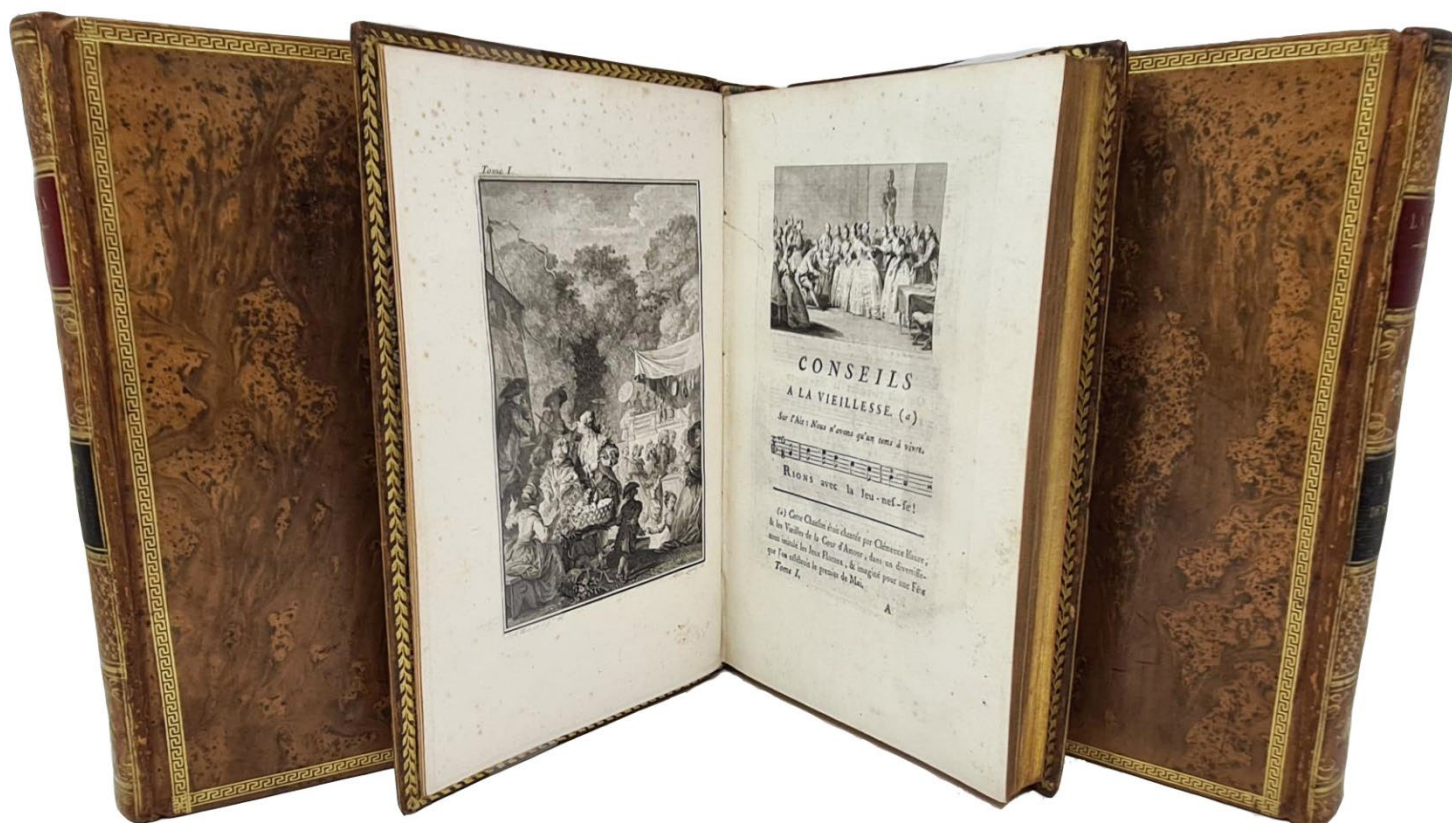 Tome I.
CONSEILS
A LA VIEILLESSE. (a)
Sur l'Air : Nous n'avons qu'un tems à vivre.
RIONS avec la Jeu-nes-se!
(a) Cette Chanson étoit chantée par Clémence Isaure,
& les Vieilles de la Cour d'Amour, dans un divertisse-
ment intitulé les Jeux Floraux, & imaginé pour une Fête
que l'on célébroit le premier de Mai.
Tome I.
A